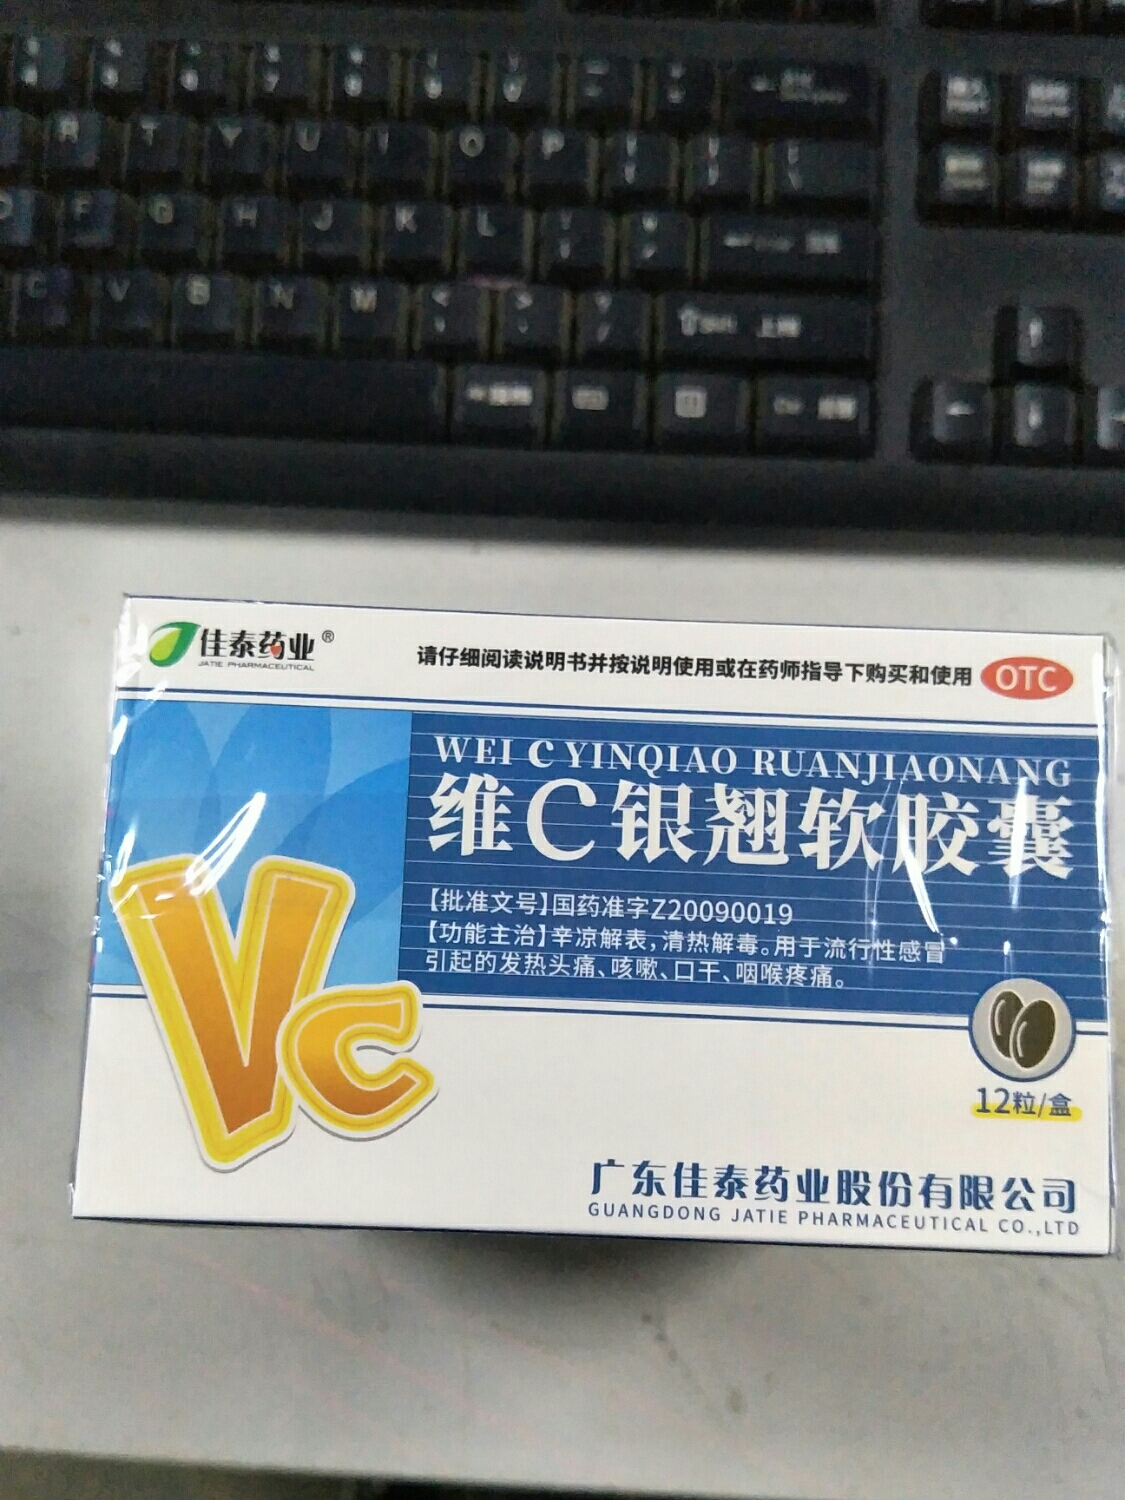 R T Y U I O P
F G H J K L
C V B N M < >
上档
佳泰药业®
JATIE PHARMACEUTICAL
请仔细阅读说明书并按说明使用或在药师指导下购买和使用 OTC
WEI C YINQIAO RUANJIAONANG
维C银翘软胶囊
【批准文号】国药准字Z20090019
【功能主治】辛凉解表,清热解毒。用于流行性感冒
引起的发热头痛、咳嗽、口干、咽喉疼痛。
Vc
12粒/盒
广东佳泰药业股份有限公司
GUANGDONG JATIE PHARMACEUTICAL CO.,LTD